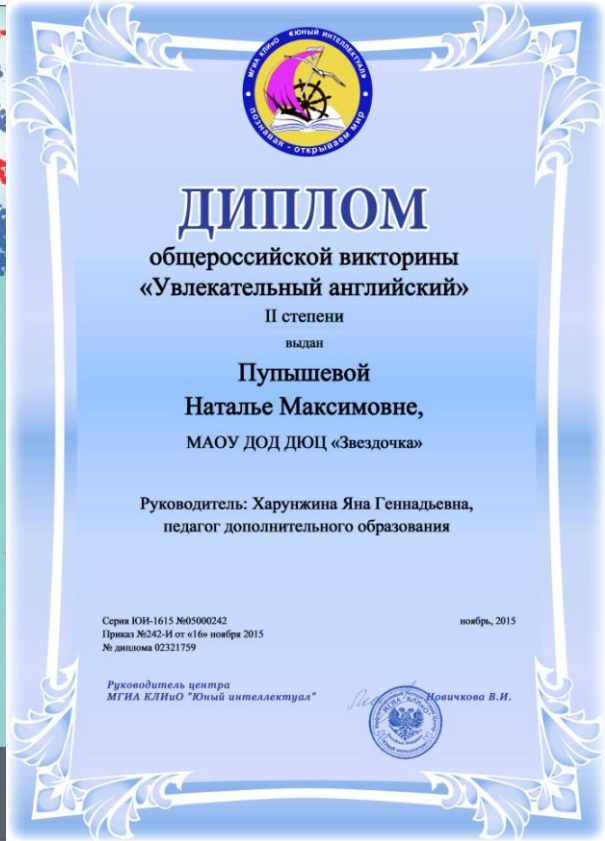 МГИА КЛИиО «ЮНЫЙ ИНТЕЛЛЕКТУАЛ»
познавая - открываем мир
ДИПЛОМ
общероссийской викторины
«Увлекательный английский»
II степени
выдан
Пупышевой
Наталье Максимовне,
МАОУ ДОД ДЮЦ «Звездочка»
Руководитель: Харунжина Яна Геннадьевна,
педагог дополнительного образования
Серия ЮИ-1615 №05000242
ноябрь, 2015
Приказ №242-И от «16» ноября 2015
№ диплома 02321759
Руководитель центра
МГИА КЛИиО "Юный интеллектуал"
Новичкова В.И.